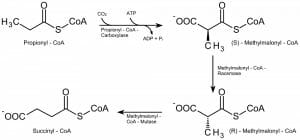 O
S
CoA
Propionyl - CoA
CO₂
ATP
Propionyl - CoA -
Carboxylase
ADP + Pᵢ
⁻OOC
O
S
CoA
CH₃
(S) - Methylmalonyl - CoA
Methylmalonyl - CoA -
Racemase
⁻OOC
O
S
CoA
CH₃
(R) - Methylmalonyl - CoA
Methylmalonyl -
CoA - Mutase
⁻OOC
O
S
CoA
Succinyl - CoA